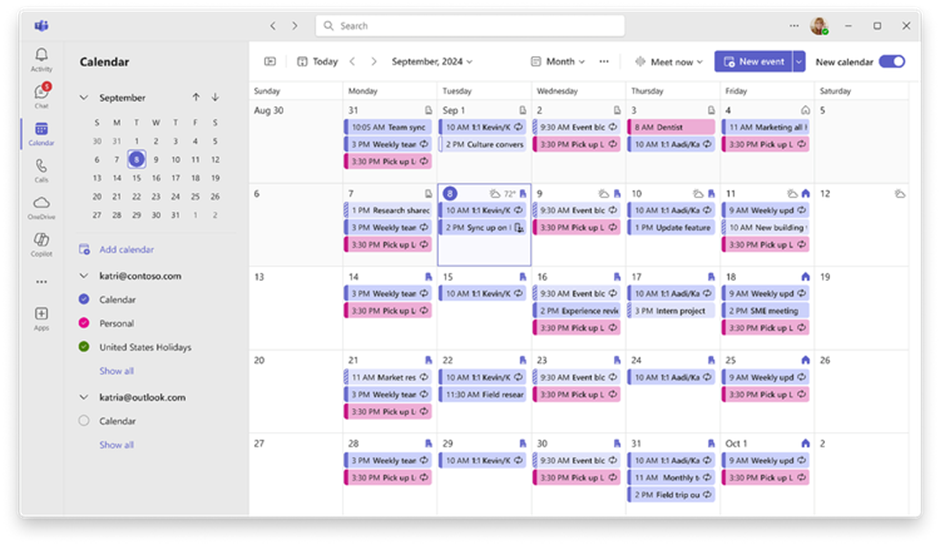 Search
Activity
Chat
5
Calendar
Calls
OneDrive
Copilot
Apps
Calendar
September
S M T W T F S
30 31 1 2 3 4 5
6 7 8 9 10 11 12
13 14 15 16 17 18 19
20 21 22 23 24 25 26
27 28 29 30 31 1 2
Add calendar
katri@contoso.com
Calendar
Personal
United States Holidays
Show all
katria@outlook.com
Calendar
Show all
Today
September, 2024
Month
Meet now
New event
New calendar
Sunday Monday Tuesday Wednesday Thursday Friday Saturday
Aug 30
31
10:05 AM Team sync
3 PM Weekly tean
3:30 PM Pick up L
Sep 1
10 AM 1:1 Kevin/K
2 PM Culture convers
2
9:30 AM Event blc
3:30 PM Pick up L
3
8 AM Dentist
10 AM 1:1 Aadi/Ka
4
11 AM Marketing all
3:30 PM Pick up L
5
6
7
1 PM Research sharec
3 PM Weekly tean
3:30 PM Pick up L
8 72°
10 AM 1:1 Kevin/K
2 PM Sync up on
9
9:30 AM Event blc
3:30 PM Pick up L
10
10 AM 1:1 Aadi/Ka
1 PM Update feature
11
9 AM Weekly upd
10 AM New building
3:30 PM Pick up L
12
13
14
3 PM Weekly tean
3:30 PM Pick up L
15
10 AM 1:1 Kevin/K
16
9:30 AM Event blc
2 PM Experience revie
3:30 PM Pick up L
17
10 AM 1:1 Aadi/Ka
3 PM Intern project
18
9 AM Weekly upd
2 PM SME meeting
3:30 PM Pick up L
19
20
21
11 AM Market res
3 PM Weekly tean
3:30 PM Pick up L
22
10 AM 1:1 Kevin/K
11:30 AM Field resear
23
9:30 AM Event blc
3:30 PM Pick up L
24
10 AM 1:1 Aadi/Ka
25
9 AM Weekly upd
3:30 PM Pick up L
26
27
28
3 PM Weekly tean
3:30 PM Pick up L
29
10 AM 1:1 Kevin/K
30
9:30 AM Event blc
3:30 PM Pick up L
31
10 AM 1:1 Aadi/Ka
11 AM Monthly t
2 PM Field trip ou
Oct 1
9 AM Weekly upd
3:30 PM Pick up L
2